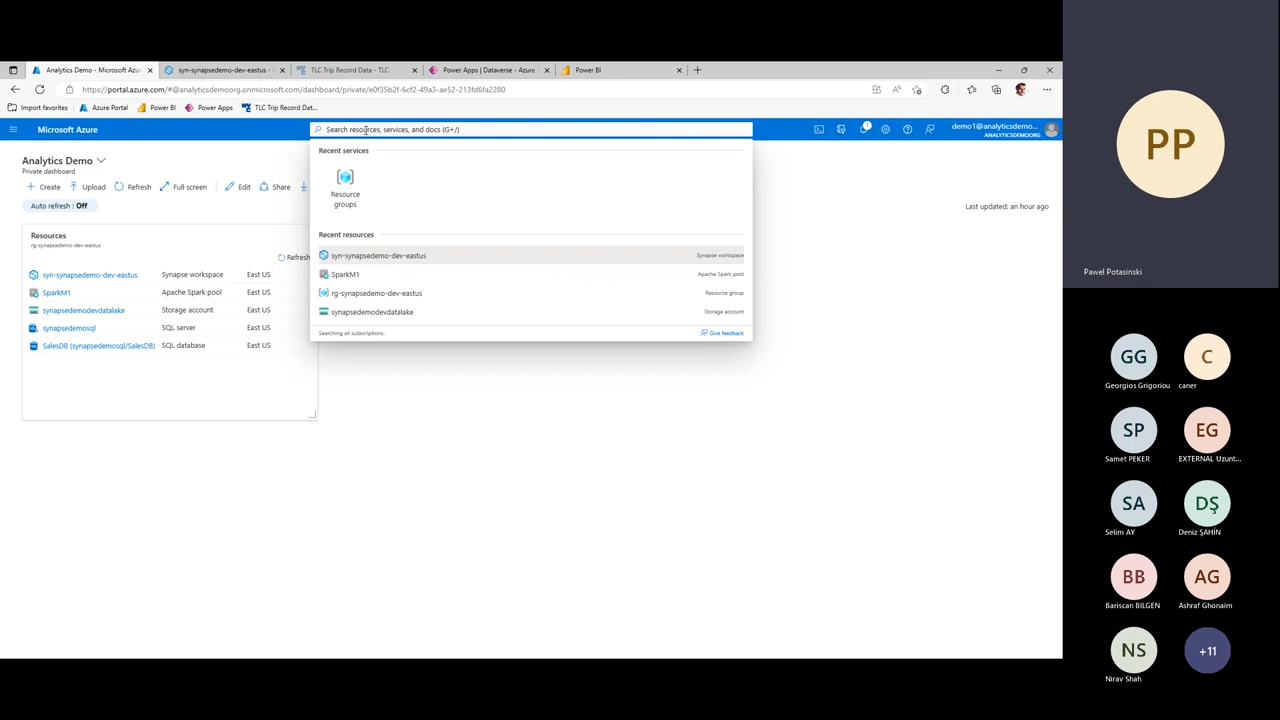 Analytics Demo - Microsoft Azu
syn-synapsedemo-dev-eastus -
TLC Trip Record Data - TLC
Power Apps | Dataverse - Azure
Power BI
https://portal.azure.com/#@analyticsdemoorg.onmicrosoft.com/dashboard/private/e0f35b2f-6cf2-49a3-ae52-213fd6fa2280
Import favorites
Azure Portal
Power BI
Power Apps
TLC Trip Record Dat...
Microsoft Azure
Search resources, services, and docs (G+/)
1
demo1@analyticsdemo...
ANALYTICSDEMOORG
Analytics Demo
Private dashboard
Create
Upload
Refresh
Full screen
Edit
Share
Auto refresh : Off
Last updated: an hour ago
Recent services
Resource
groups
Recent resources
syn-synapsedemo-dev-eastus
Synapse workspace
SparkM1
Apache Spark pool
rg-synapsedemo-dev-eastus
Resource group
synapsedemodevdatalake
Storage account
Searching all subscriptions.
Give feedback
Resources
rg-synapsedemo-dev-eastus
Refresh
syn-synapsedemo-dev-eastus Synapse workspace East US
SparkM1 Apache Spark pool East US
synapsedemodevdatalake Storage account East US
synapsedemosql SQL server East US
SalesDB (synapsedemosql/SalesDB) SQL database East US
PP
Pawel Potasinski
GG
Georgios Grigoriou
C
caner
SP
Samet PEKER
EG
EXTERNAL Uzunt...
SA
Selim AY
DŞ
Deniz ŞAHİN
BB
Bariscan BILGEN
AG
Ashraf Ghonaim
NS
Nirav Shah
+11